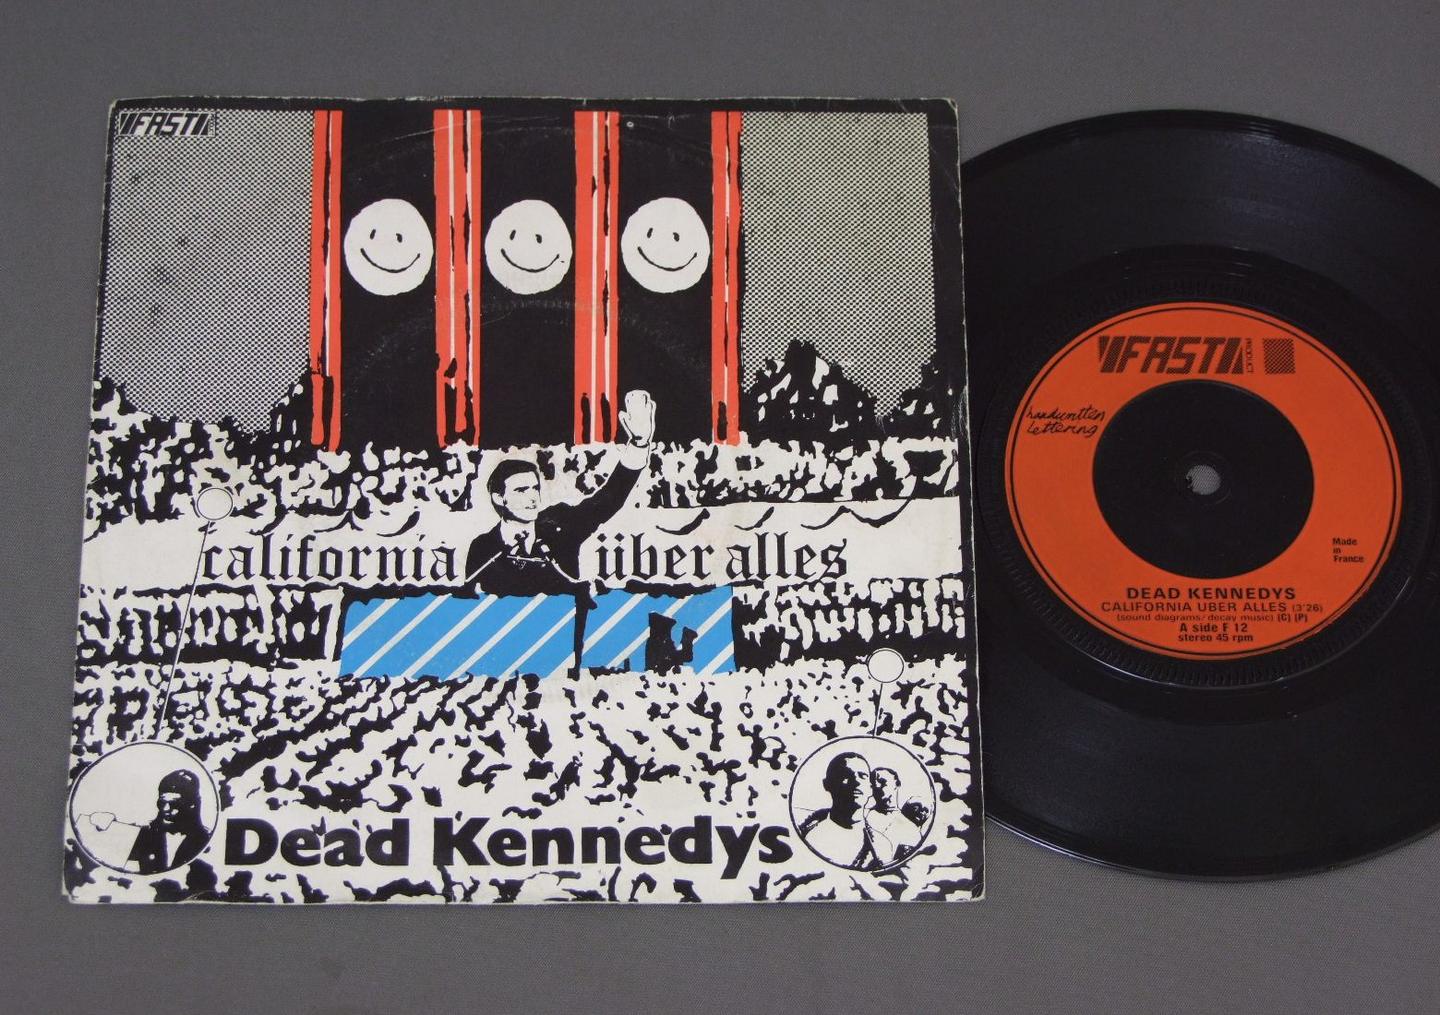 FAST
california über alles
Dead Kennedys
FAST PRODUCT
handwritten
lettering
Made
in
France
DEAD KENNEDYS
CALIFORNIA UBER ALLES (3'26)
(sound diagrams/decay music) (C) (P)
A side F 12
stereo 45 rpm